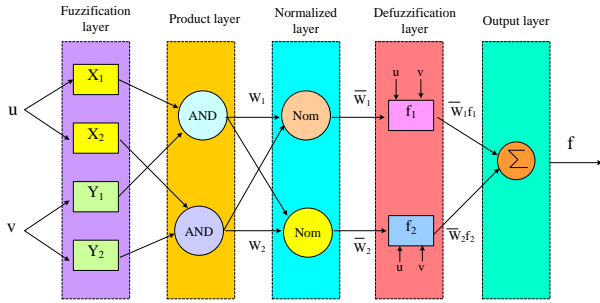 Fuzzification layer
Product layer
Normalized layer
Defuzzification layer
Output layer
u
v
X₁
X₂
Y₁
Y₂
AND
AND
W₁
W₂
Nom
Nom
W̅₁
W̅₂
u v
f₁
f₂
u v
W̅₁f₁
W̅₂f₂
Σ
f